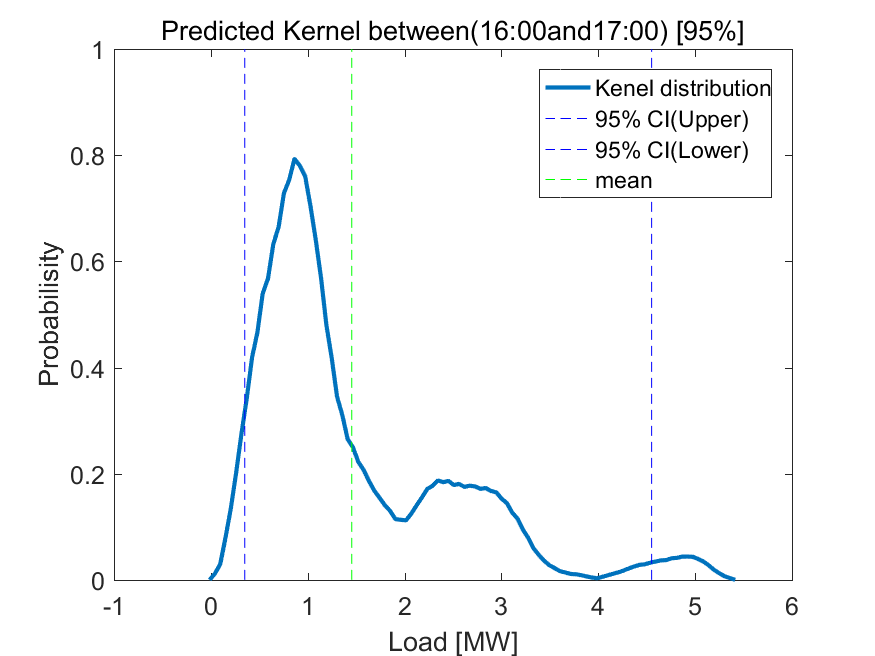 Predicted Kernel between(16:00and17:00) [95%]
1
0.8
0.6
0.4
0.2
0
Probabilisity
Kenel distribution
95% CI(Upper)
95% CI(Lower)
mean
-1 0 1 2 3 4 5 6
Load [MW]